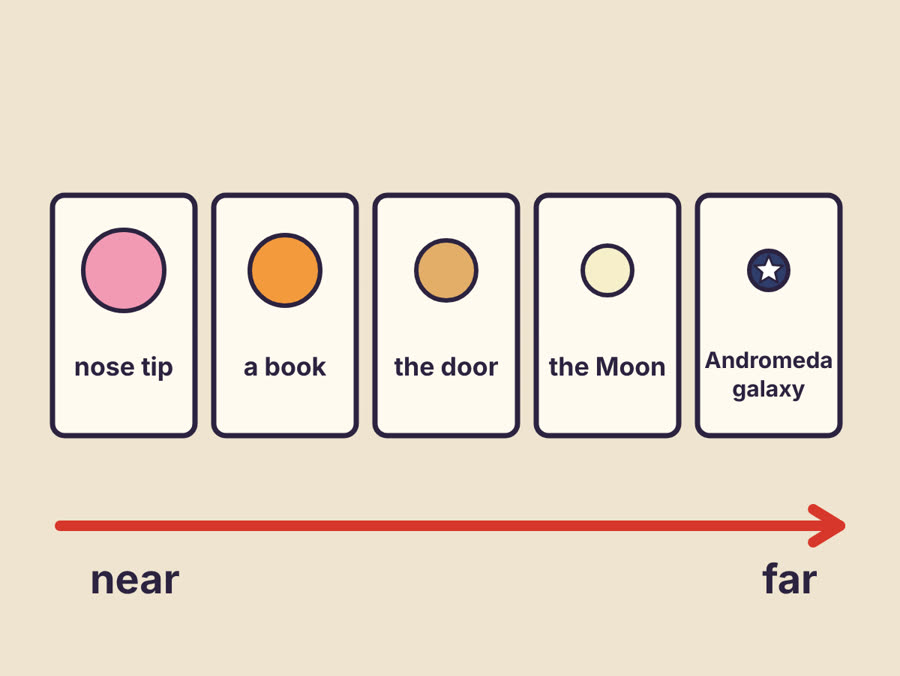 nose tip
a book
the door
the Moon
Andromeda
galaxy
near
far